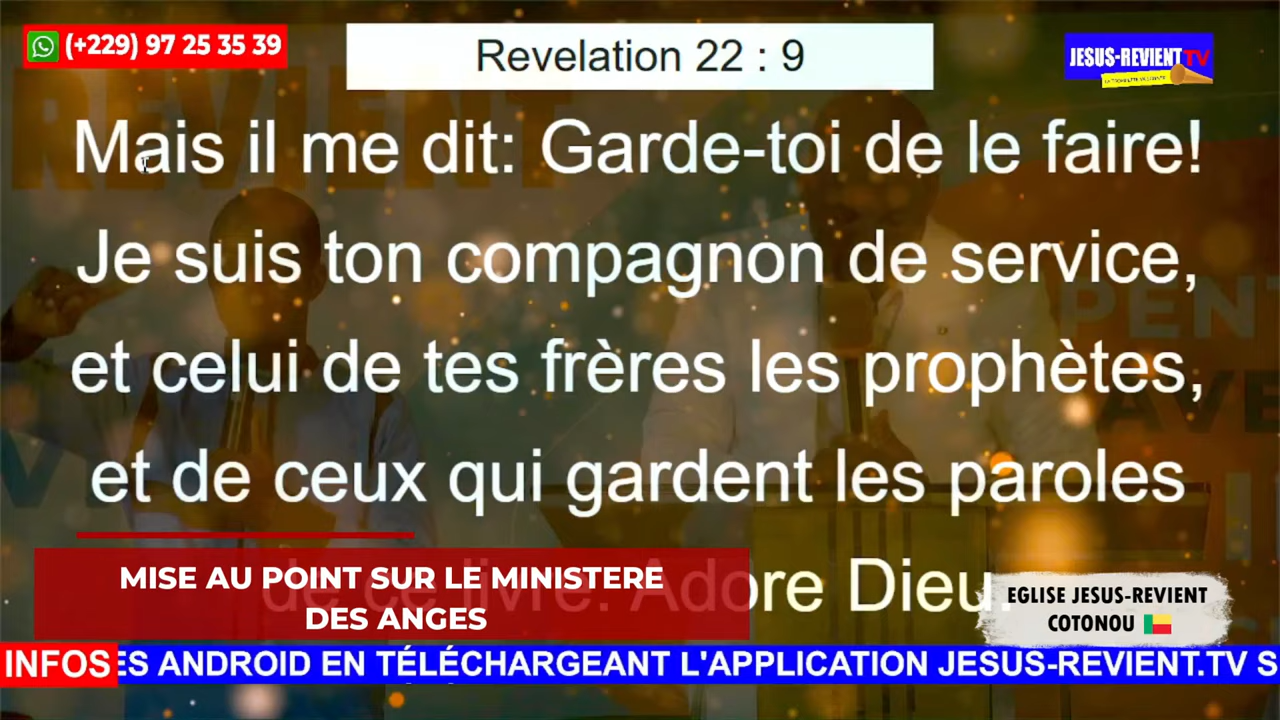 (+229) 97 25 35 39
Revelation 22 : 9
JESUS-REVIENT TV
Mais il me dit: Garde-toi de le faire!
Je suis ton compagnon de service,
et celui de tes frères les prophètes,
et de ceux qui gardent les paroles
de ce livre. Adore Dieu.
MISE AU POINT SUR LE MINISTERE
DES ANGES
EGLISE JESUS-REVIENT
COTONOU
INFOS ES ANDROID EN TÉLÉCHARGEANT L'APPLICATION JESUS-REVIENT.TV S
REVIENT
PENT
AVE